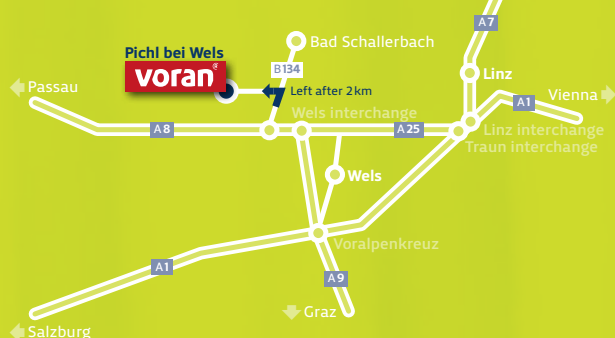 A7
Bad Schallerbach
Pichl bei Wels
B134
Linz
voran®
Passau
Left after 2 km
Vienna
A1
Wels interchange
A8
A25
Linz interchange
Traun interchange
Wels
Voralpenkreuz
A1
A9
Graz
Salzburg